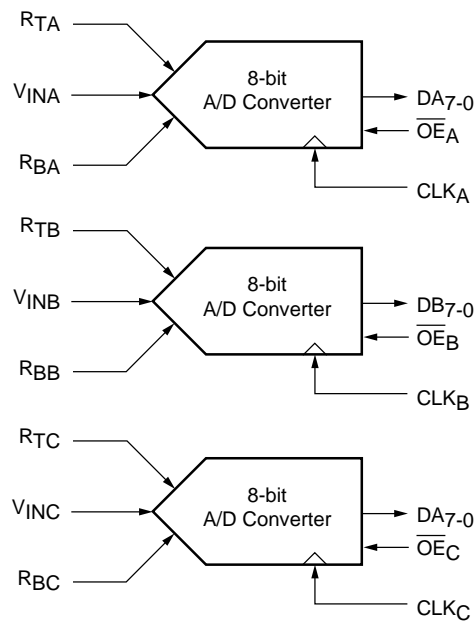 RTA
8-bit
VINA
A/D Converter
DA7-0
OEA
RBA
CLKA
RTB
8-bit
VINB
A/D Converter
DB7-0
OEB
RBB
CLKB
RTC
8-bit
VINC
A/D Converter
DA7-0
OEC
RBC
CLKC